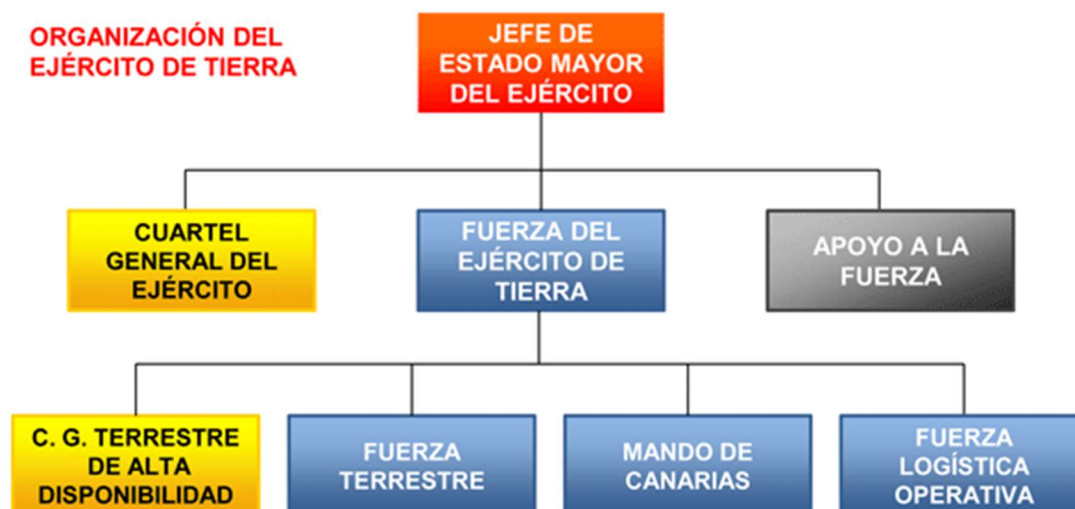 ORGANIZACIÓN DEL
EJÉRCITO DE TIERRA
JEFE DE
ESTADO MAYOR
DEL EJÉRCITO
CUARTEL
GENERAL DEL
EJÉRCITO
FUERZA DEL
EJÉRCITO DE
TIERRA
APOYO A LA
FUERZA
C. G. TERRESTRE
DE ALTA
DISPONIBILIDAD
FUERZA
TERRESTRE
MANDO DE
CANARIAS
FUERZA
LOGÍSTICA
OPERATIVA